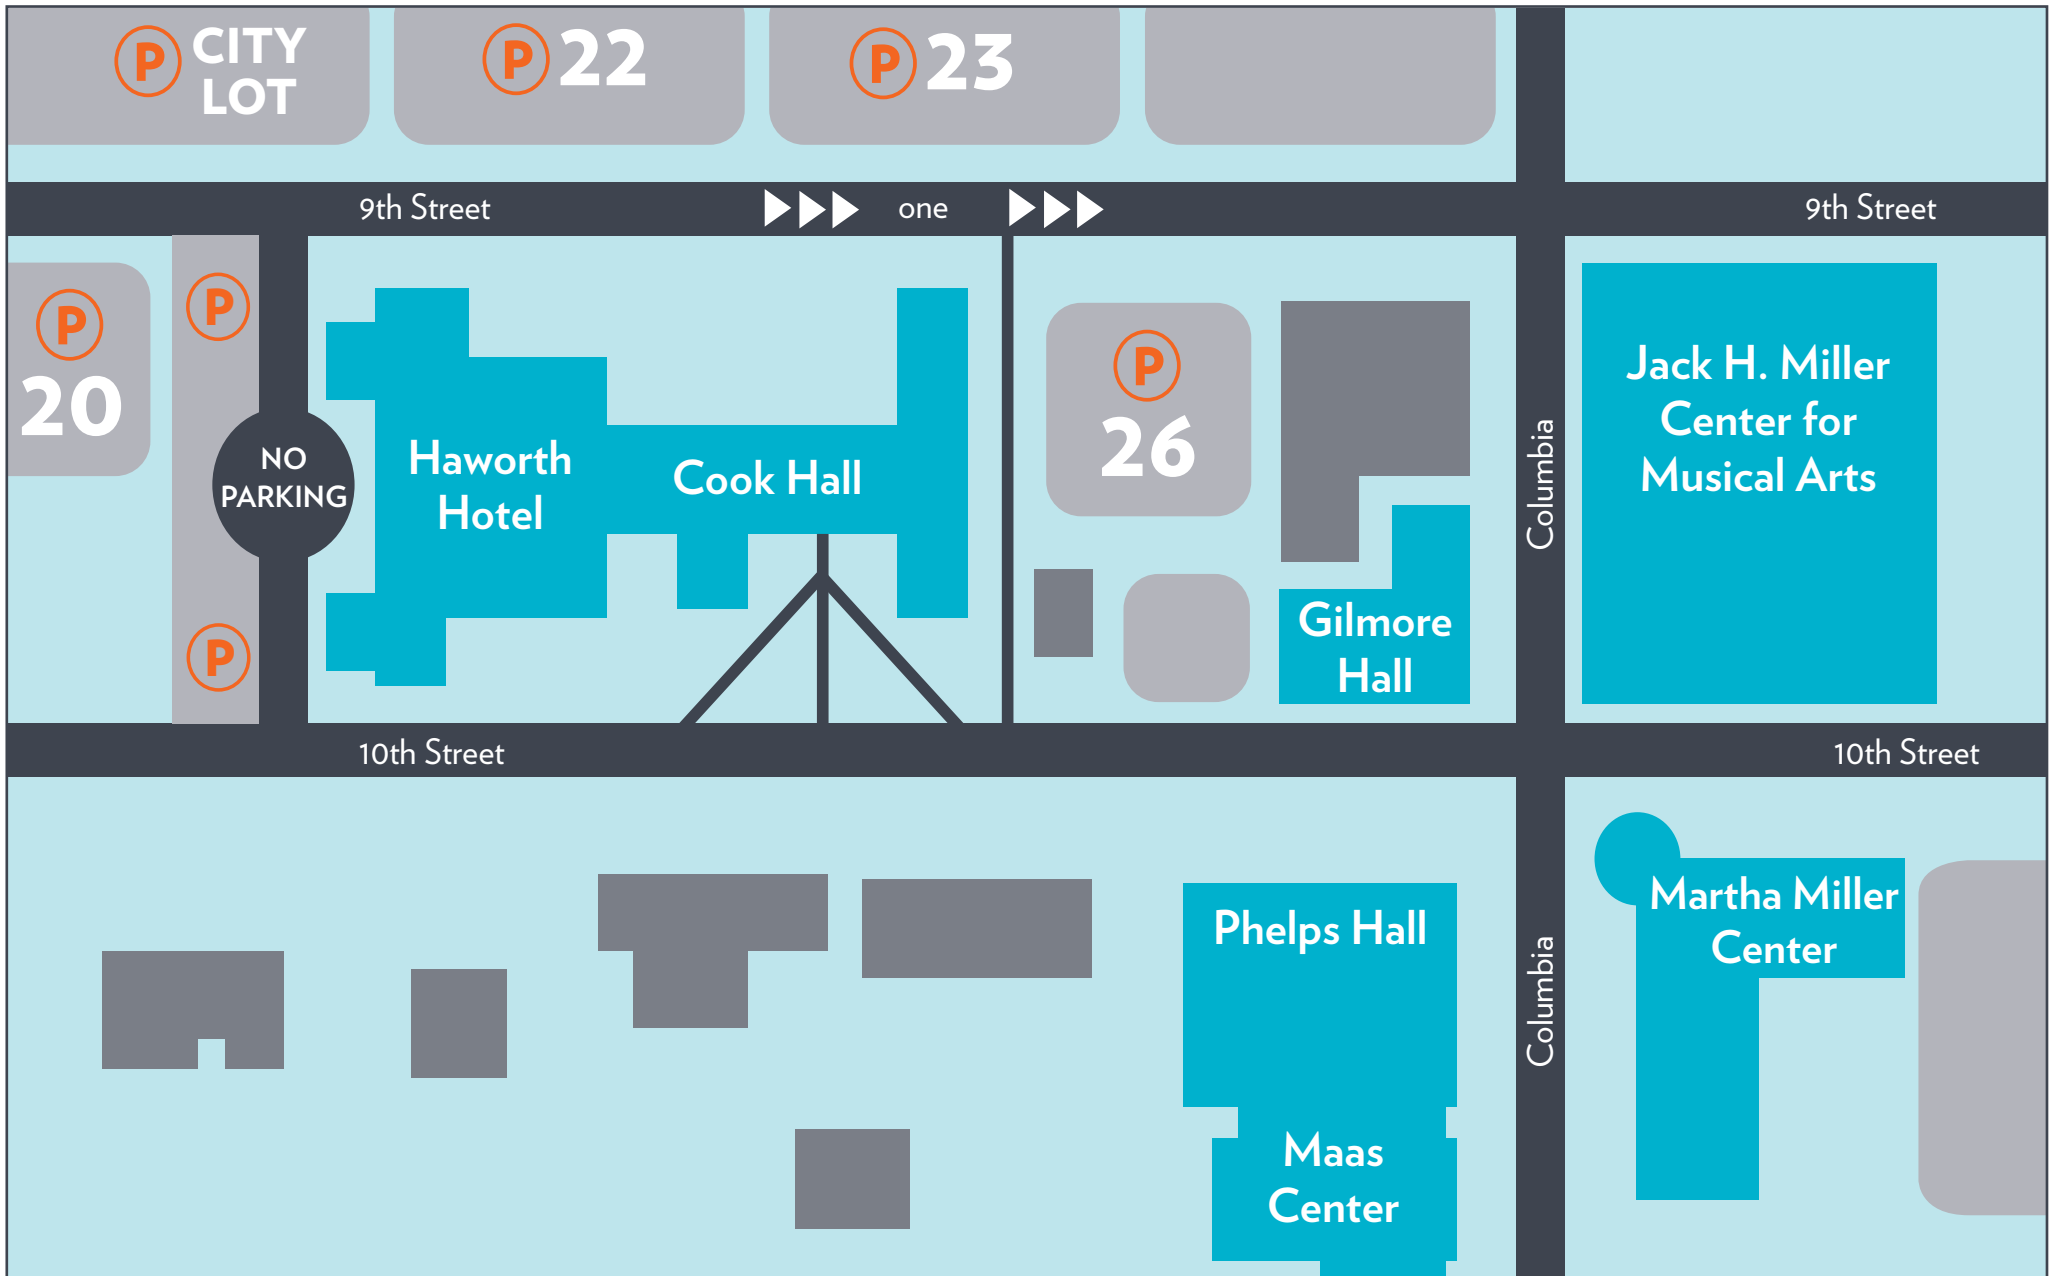 P CITY
LOT
P 22
P 23
9th Street
one
9th Street
P
20
P
NO
PARKING
P
Haworth
Hotel
Cook Hall
P
26
Gilmore
Hall
Columbia
Jack H. Miller
Center for
Musical Arts
10th Street
10th Street
Phelps Hall
Maas
Center
Columbia
Martha Miller
Center